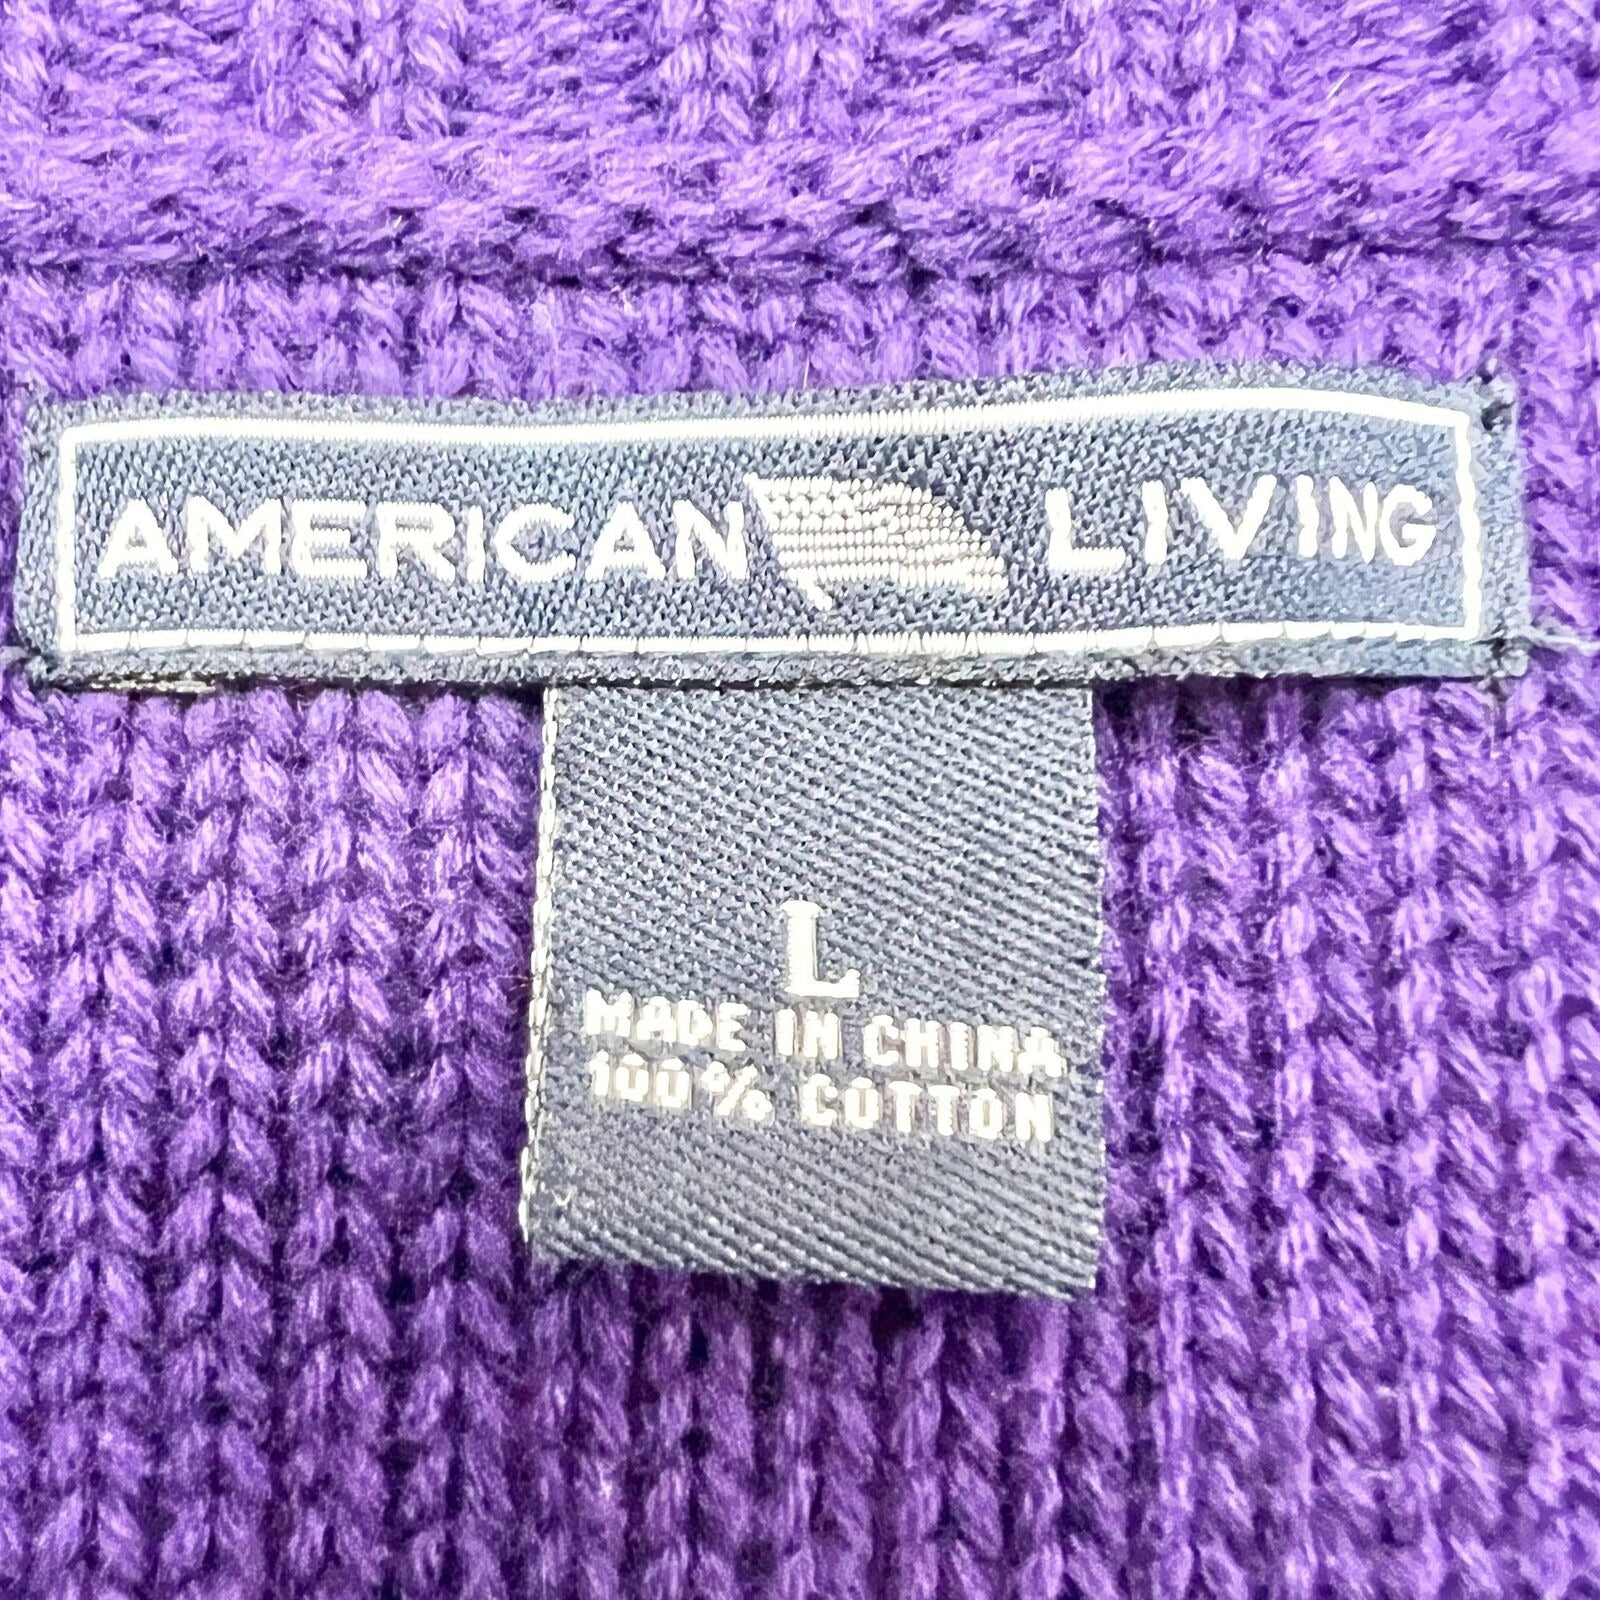 AMERICAN LIVING
L
MADE IN CHINA
100% COTTON